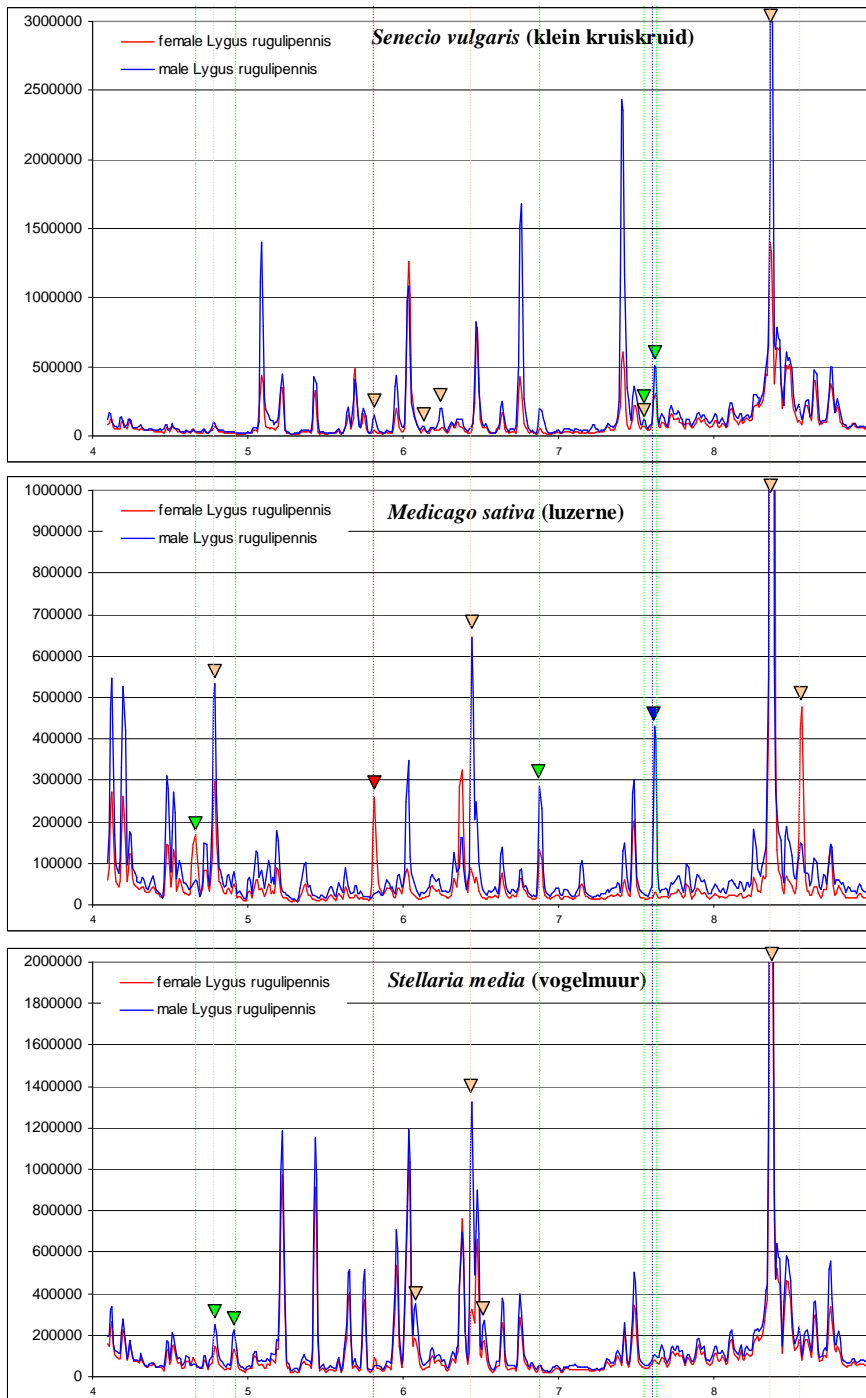 Senecio vulgaris (klein kruiskruid)
female Lygus rugulipennis
male Lygus rugulipennis
3000000
2500000
2000000
1500000
1000000
500000
0
4 5 6 7 8
Medicago sativa (luzerne)
female Lygus rugulipennis
male Lygus rugulipennis
1000000
900000
800000
700000
600000
500000
400000
300000
200000
100000
0
4 5 6 7 8
Stellaria media (vogelmuur)
female Lygus rugulipennis
male Lygus rugulipennis
2000000
1800000
1600000
1400000
1200000
1000000
800000
600000
400000
200000
0
4 5 6 7 8